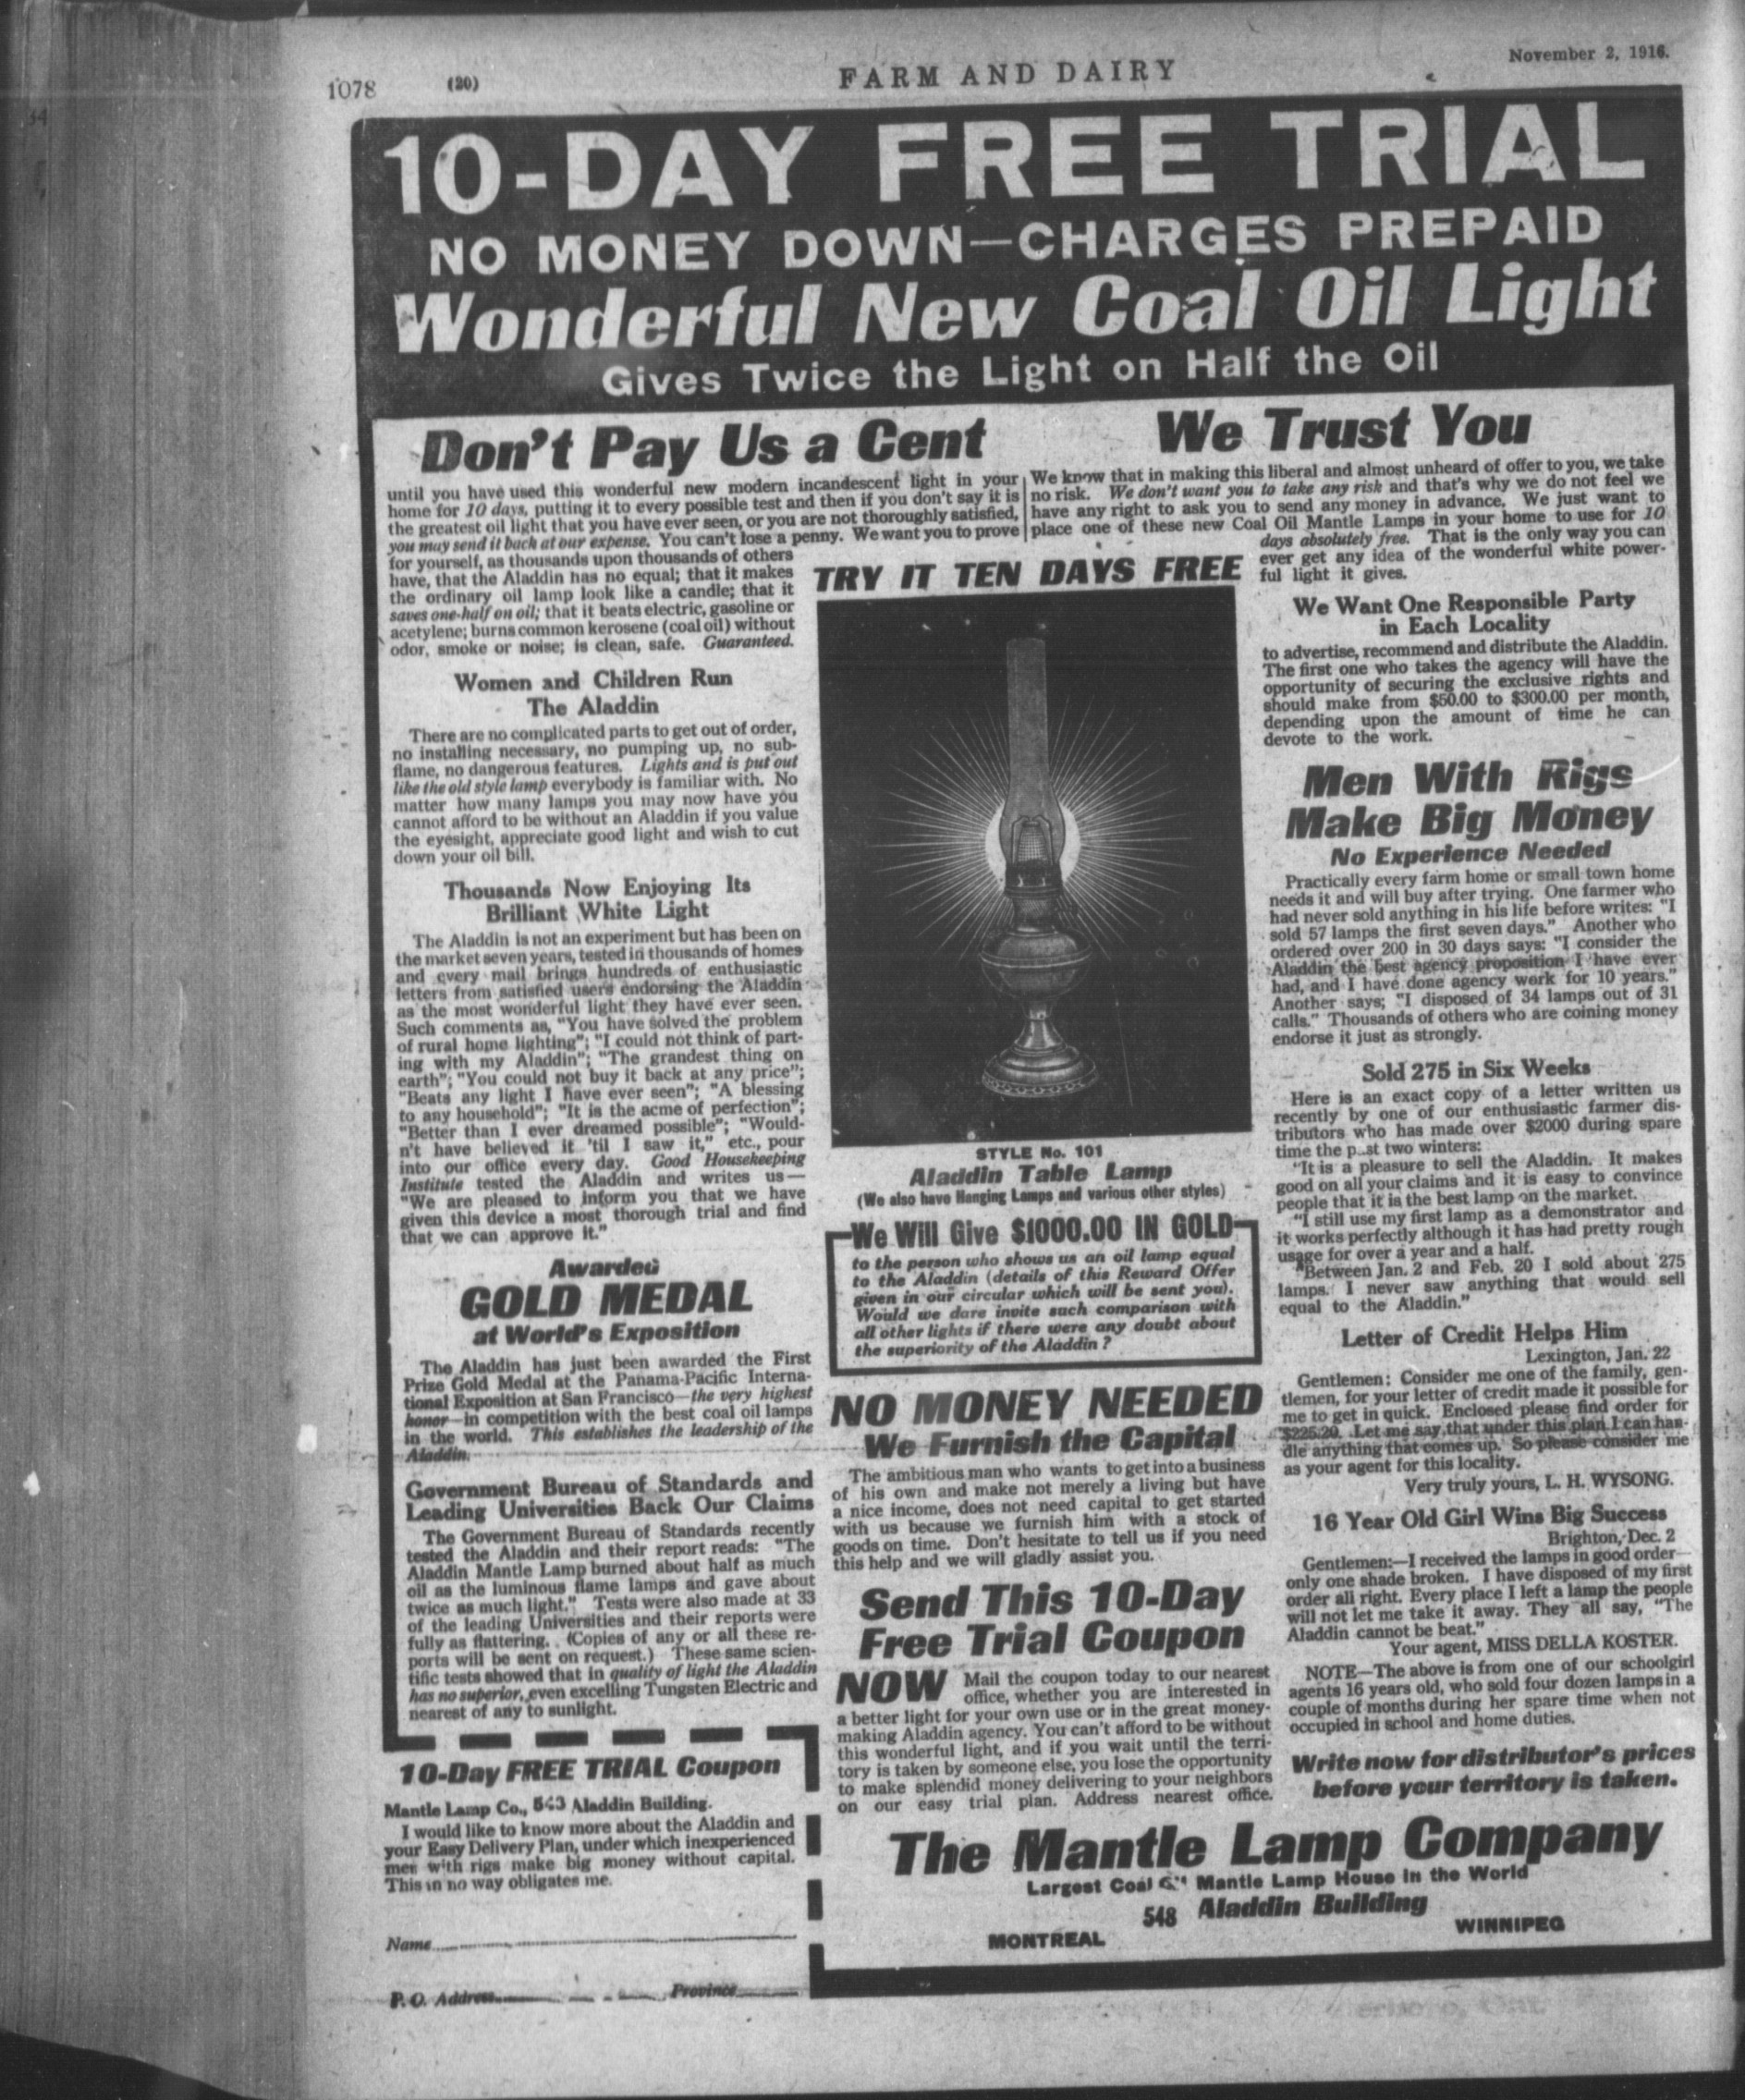 1078 (20) FARM AND DAIRY November 2, 1916.
10-DAY FREE TRIAL
NO MONEY DOWN—CHARGES PREPAID
Wonderful New Coal Oil Light
Gives Twice the Light on Half the Oil
Don't Pay Us a Cent
until you have used this wonderful new modern incandescent light in your
home for 10 days, putting it to every possible test and then if you don't say it is
the greatest oil light that you have ever seen, or you are not thoroughly satisfied,
you may send it back at our expense. You can't lose a penny. We want you to prove
for yourself, as thousands upon thousands of others
have, that the Aladdin has no equal; that it makes
the ordinary oil lamp look like a candle; that it
saves one-half on oil; that it beats electric, gasoline or
acetylene; burns common kerosene (coal oil) without
odor, smoke or noise; is clean, safe. Guaranteed.
Women and Children Run
The Aladdin
There are no complicated parts to get out of order,
no installing necessary, no pumping up, no sub-
flame, no dangerous features. Lights and is put out
like the old style lamp everybody is familiar with. No
matter how many lamps you may now have you
cannot afford to be without an Aladdin if you value
the eyesight, appreciate good light and wish to cut
down your oil bill.
Thousands Now Enjoying Its
Brilliant White Light
The Aladdin is not an experiment but has been on
the market seven years, tested in thousands of homes
and every mail brings hundreds of enthusiastic
letters from satisfied users endorsing the Aladdin
as the most wonderful light they have ever seen.
Such comments as, "You have solved the problem
of rural home lighting"; "I could not think of part-
ing with my Aladdin"; "The grandest thing on
earth"; "You could not buy it back at any price";
"Beats any light I have ever seen"; "A blessing
to any household"; "It is the acme of perfection";
"Better than I ever dreamed possible"; "Would-
n't have believed it 'til I saw it," etc., pour
into our office every day. Good Housekeeping
Institute tested the Aladdin and writes us—
"We are pleased to inform you that we have
given this device a most thorough trial and find
that we can approve it."
Awarded
GOLD MEDAL
at World's Exposition
The Aladdin has just been awarded the First
Prize Gold Medal at the Panama-Pacific Interna-
tional Exposition at San Francisco—the very highest
honor—in competition with the best coal oil lamps
in the world. This establishes the leadership of the
Aladdin.
Government Bureau of Standards and
Leading Universities Back Our Claims
The Government Bureau of Standards recently
tested the Aladdin and their report reads: "The
Aladdin Mantle Lamp burned about half as much
oil as the luminous flame lamps and gave about
twice as much light." Tests were also made at 33
of the leading Universities and their reports were
fully as flattering. (Copies of any or all these re-
ports will be sent on request.) These same scien-
tific tests showed that in quality of light the Aladdin
has no superior, even excelling Tungsten Electric and
nearest of any to sunlight.
10-Day FREE TRIAL Coupon
Mantle Lamp Co., 543 Aladdin Building.
I would like to know more about the Aladdin and
your Easy Delivery Plan, under which inexperienced
men with rigs make big money without capital.
This in no way obligates me.
Name
P. O. Address Province
TRY IT TEN DAYS FREE
STYLE No. 101
Aladdin Table Lamp
(We also have Hanging Lamps and various other styles)
We Will Give $1000.00 IN GOLD
to the person who shows us an oil lamp equal
to the Aladdin (details of this Reward Offer
given in our circular which will be sent you).
Would we dare invite such comparison with
all other lights if there were any doubt about
the superiority of the Aladdin?
NO MONEY NEEDED
We Furnish the Capital
The ambitious man who wants to get into a business
of his own and make not merely a living but have
a nice income, does not need capital to get started
with us because we furnish him with a stock of
goods on time. Don't hesitate to tell us if you need
this help and we will gladly assist you.
Send This 10-Day
Free Trial Coupon
NOW Mail the coupon today to our nearest
office, whether you are interested in
a better light for your own use or in the great money-
making Aladdin agency. You can't afford to be without
this wonderful light, and if you wait until the terri-
tory is taken by someone else, you lose the opportunity
to make splendid money delivering to your neighbors
on our easy trial plan. Address nearest office.
We Trust You
We know that in making this liberal and almost unheard of offer to you, we take
no risk. We don't want you to take any risk and that's why we do not feel we
have any right to ask you to send any money in advance. We just want to
place one of these new Coal Oil Mantle Lamps in your home to use for 10
days absolutely free. That is the only way you can
ever get any idea of the wonderful white power-
ful light it gives.
We Want One Responsible Party
in Each Locality
to advertise, recommend and distribute the Aladdin.
The first one who takes the agency will have the
opportunity of securing the exclusive rights and
should make from $50.00 to $300.00 per month,
depending upon the amount of time he can
devote to the work.
Men With Rigs
Make Big Money
No Experience Needed
Practically every farm home or small town home
needs it and will buy after trying. One farmer who
had never sold anything in his life before writes: "I
sold 57 lamps the first seven days." Another who
ordered over 200 in 30 days says: "I consider the
Aladdin the best agency proposition I have ever
had, and I have done agency work for 10 years."
Another says; "I disposed of 34 lamps out of 31
calls." Thousands of others who are coining money
endorse it just as strongly.
Sold 275 in Six Weeks
Here is an exact copy of a letter written us
recently by one of our enthusiastic farmer dis-
tributors who has made over $2000 during spare
time the p st two winters:
"It is a pleasure to sell the Aladdin. It makes
good on all your claims and it is easy to convince
people that it is the best lamp on the market.
"I still use my first lamp as a demonstrator and
it works perfectly although it has had pretty rough
usage for over a year and a half.
"Between Jan. 2 and Feb. 20 I sold about 275
lamps. I never saw anything that would sell
equal to the Aladdin."
Letter of Credit Helps Him
Lexington, Jan. 22
Gentlemen: Consider me one of the family, gen-
tlemen, for your letter of credit made it possible for
me to get in quick. Enclosed please find order for
$225.20. Let me say that under this plan I can han-
dle anything that comes up. So please consider me
as your agent for this locality.
Very truly yours, L. H. WYSONG.
16 Year Old Girl Wins Big Success
Brighton, Dec. 2
Gentlemen:—I received the lamps in good order—
only one shade broken. I have disposed of my first
order all right. Every place I left a lamp the people
will not let me take it away. They all say, "The
Aladdin cannot be beat."
Your agent, MISS DELLA KOSTER.
NOTE—The above is from one of our schoolgirl
agents 16 years old, who sold four dozen lamps in a
couple of months during her spare time when not
occupied in school and home duties.
Write now for distributor's prices
before your territory is taken.
The Mantle Lamp Company
Largest Coal Mantle Lamp House in the World
548 Aladdin Building
MONTREAL WINNIPEG